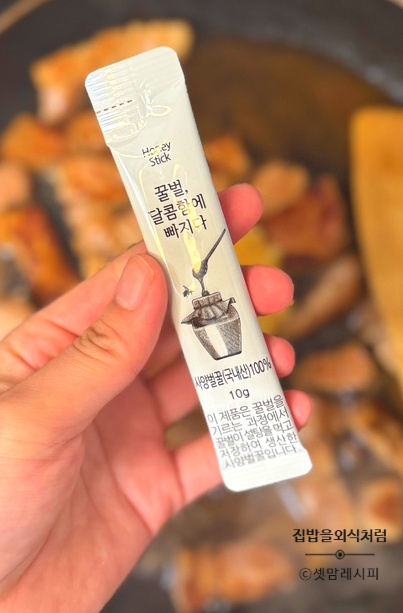 Honey
Stick
꿀벌,
달콤함에
빠지다
사양벌꿀(국내산)100%
10g
이 제품은 꿀벌을
기르는 과정에서
꿀벌이 설탕을 먹고
저장하여 생산한
사양벌꿀입니다.
집밥을외식처럼
©셋맘레시피